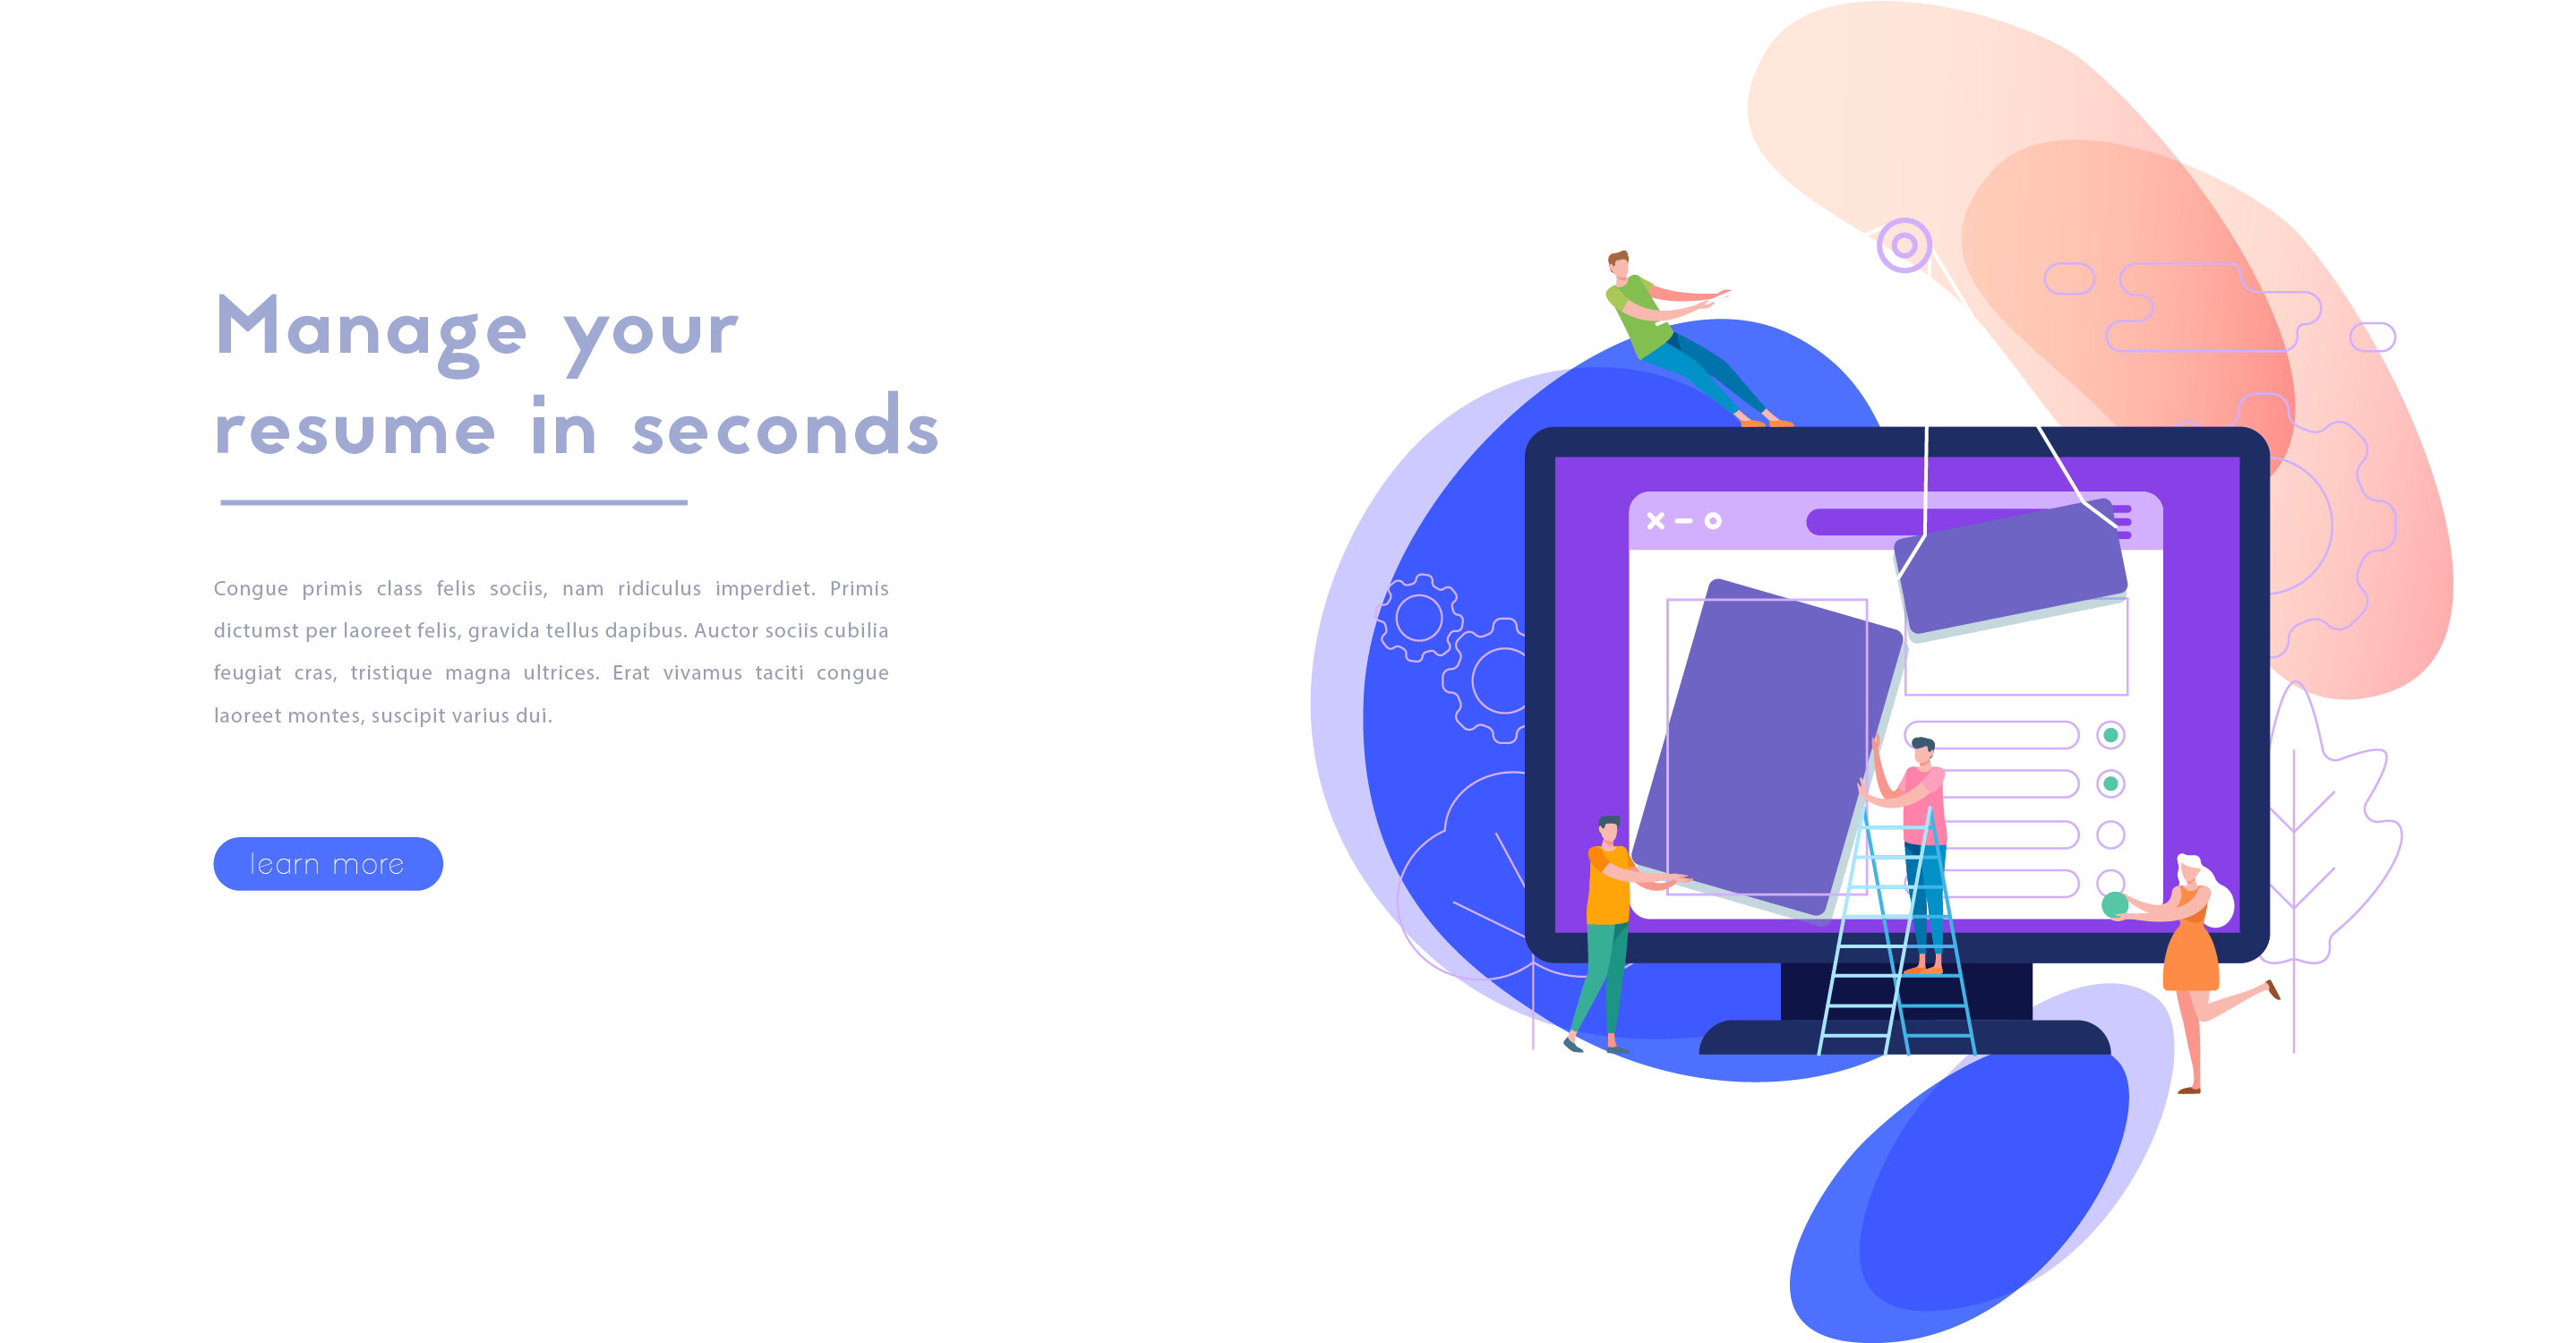 Manage your
resume in seconds
Congue primis class felis sociis, nam ridiculus imperdiet. Primis
dictumst per laoreet felis, gravida tellus dapibus. Auctor sociis cubilia
feugiat cras, tristique magna ultrices. Erat vivamus taciti congue
laoreet montes, suscipit varius dui.
learn more